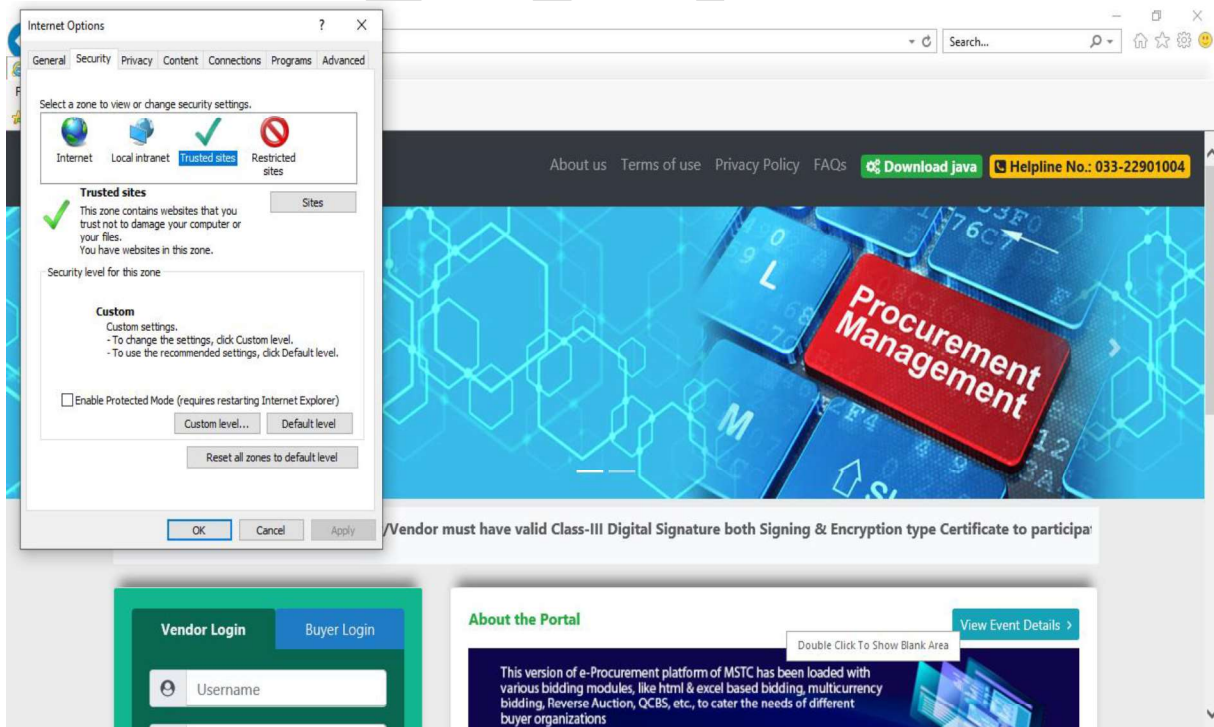 Internet Options ? X
Search...
General Security Privacy Content Connections Programs Advanced
Select a zone to view or change security settings.
Internet Local intranet Trusted sites Restricted sites
Trusted sites
Sites
This zone contains websites that you
trust not to damage your computer or
your files.
You have websites in this zone.
Security level for this zone
Custom
Custom settings.
- To change the settings, click Custom level.
- To use the recommended settings, click Default level.
Enable Protected Mode (requires restarting Internet Explorer)
Custom level... Default level
Reset all zones to default level
OK Cancel Apply
About us Terms of use Privacy Policy FAQs Download java Helpline No.: 033-22901004
L
M
Procurement
Management
/Vendor must have valid Class-III Digital Signature both Signing & Encryption type Certificate to participa
Vendor Login Buyer Login
Username
About the Portal
View Event Details >
Double Click To Show Blank Area
This version of e-Procurement platform of MSTC has been loaded with
various bidding modules, like html & excel based bidding, multicurrency
bidding, Reverse Auction, QCBS, etc., to cater the needs of different
buyer organizations